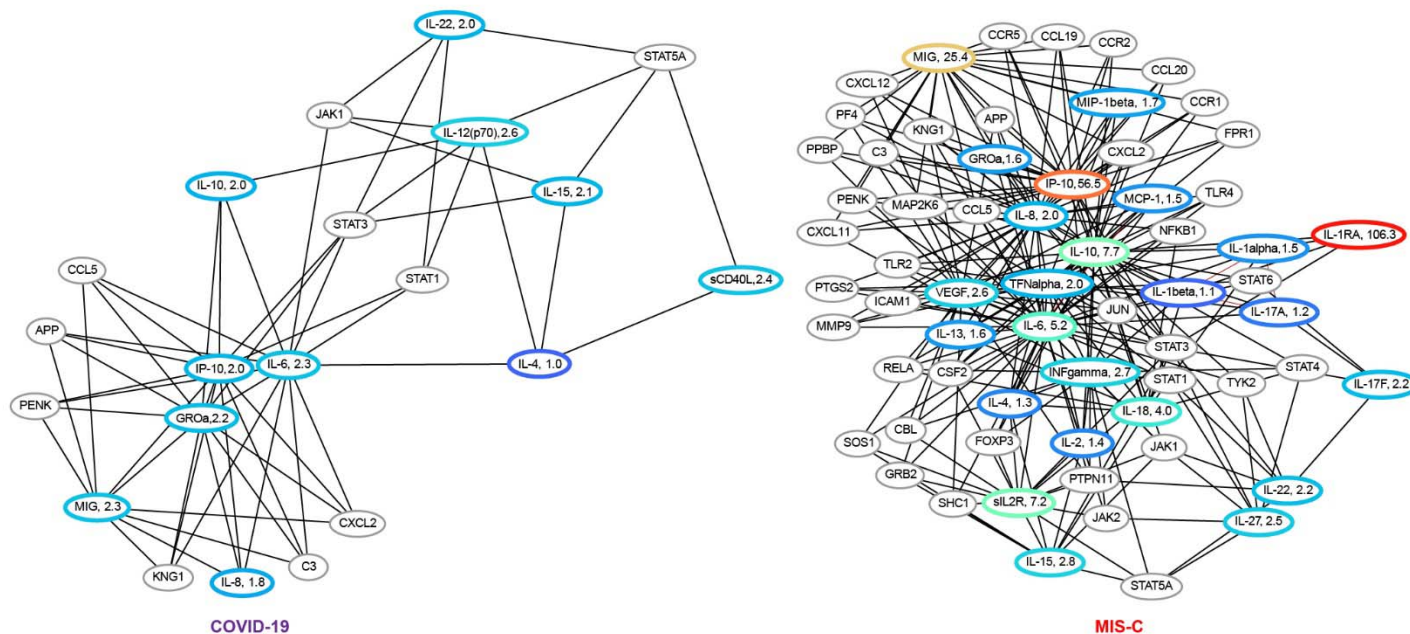 IL-22, 2.0
STAT5A
JAK1
IL-12(p70),2.6
IL-10, 2.0
IL-15, 2.1
STAT3
CCL5
STAT1
sCD40L,2.4
APP
IP-10,2.0
IL-6, 2.3
IL-4, 1.0
PENK
GROa,2.2
MIG, 2.3
CXCL2
C3
KNG1
IL-8, 1.8
COVID-19
CCR5
CCL19
CCR2
MIG, 25.4
CCL20
CXCL12
MIP-1beta, 1.7
CCR1
PF4
APP
KNG1
FPR1
PPBP
C3
GROa,1.6
CXCL2
IP-10,56.5
TLR4
PENK
MAP2K6
CCL5
IL-8, 2.0
MCP-1, 1.5
CXCL11
NFKB1
IL-1RA, 106.3
IL-10, 7.7
IL-1alpha,1.5
TLR2
STAT6
PTGS2
ICAM1
VEGF, 2.6
TFNalpha, 2.0
IL-1beta,1.1
MMP9
IL-13, 1.6
IL-6, 5.2
JUN
IL-17A, 1.2
STAT3
RELA
CSF2
INFgamma, 2.7
STAT1
TYK2
STAT4
IL-17F, 2.2
IL-4, 1.3
IL-18, 4.0
CBL
SOS1
FOXP3
IL-2, 1.4
JAK1
GRB2
PTPN11
IL-22, 2.2
SHC1
sIL2R, 7.2
JAK2
IL-27, 2.5
IL-15, 2.8
STAT5A
MIS-C